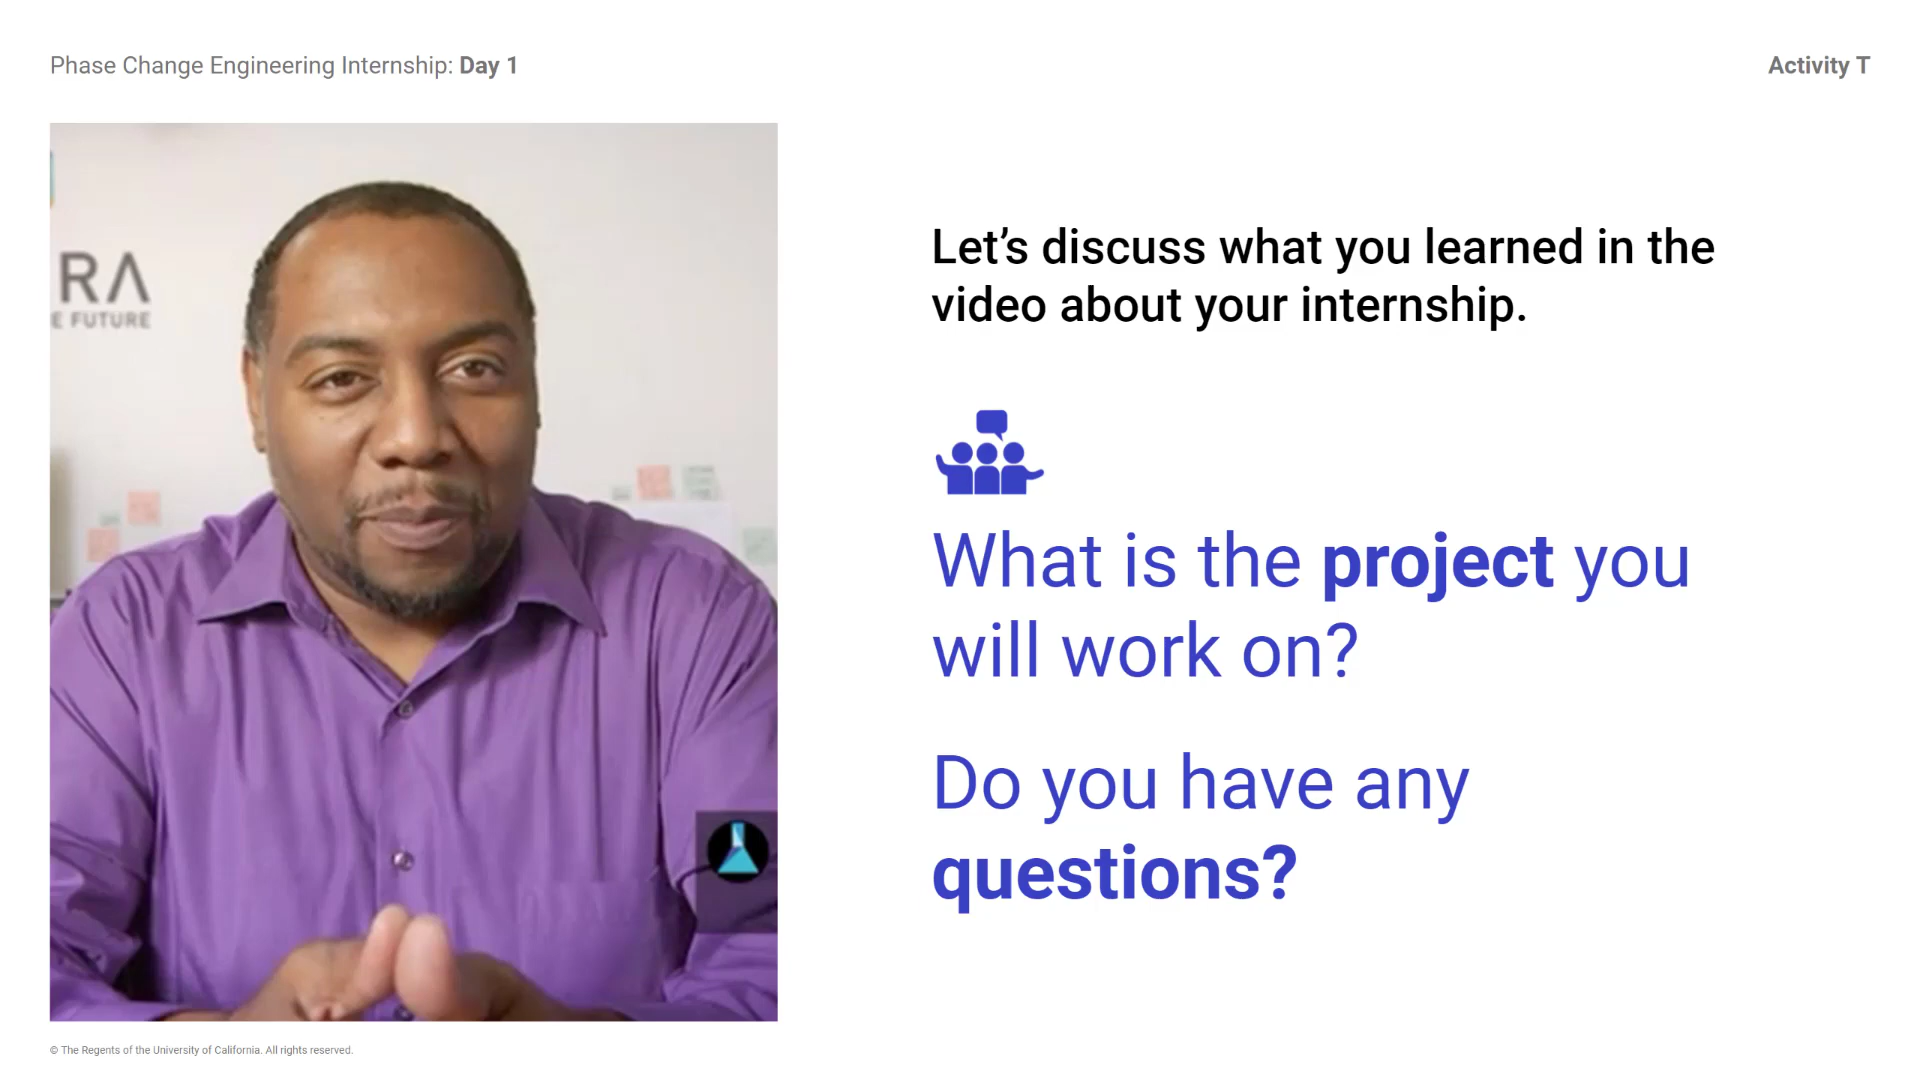 Phase Change Engineering Internship: Day 1
Activity T
RA
E FUTURE
Let’s discuss what you learned in the
video about your internship.
What is the project you
will work on?
Do you have any
questions?
© The Regents of the University of California. All rights reserved.